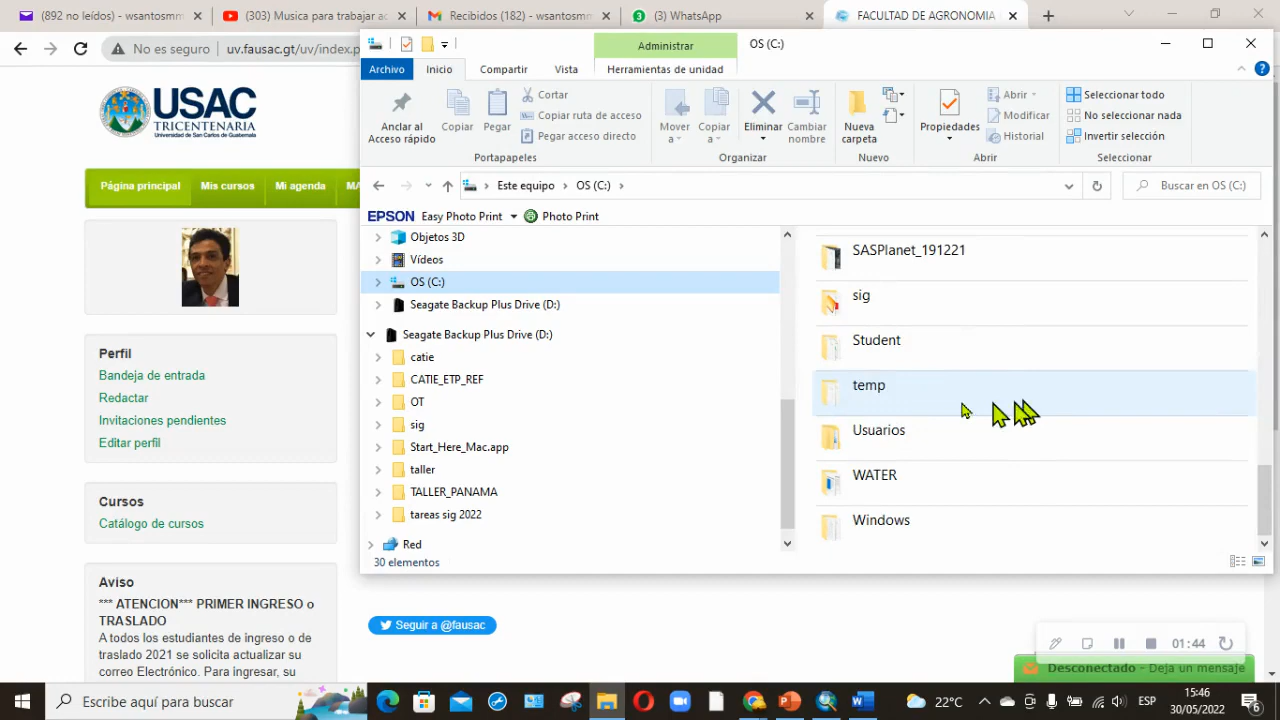 (892 no leídos) - wsantosmm
(303) Musica para trabajar ac
Recibidos (182) - wsantosmm
(3) WhatsApp
FACULTAD DE AGRONOMIA
No es seguro
uv.fausac.gt/uv/index.p
USAC
TRICENTENARIA
Universidad de San Carlos de Guatemala
Página principal
Mis cursos
Mi agenda
MA
Perfil
Bandeja de entrada
Redactar
Invitaciones pendientes
Editar perfil
Cursos
Catálogo de cursos
Aviso
*** ATENCION*** PRIMER INGRESO o
TRASLADO
A todos los estudiantes de ingreso o de
traslado 2021 se solicita actualizar su
correo Electrónico. Para ingresar, su
Administrar
OS (C:)
Archivo
Inicio
Compartir
Vista
Herramientas de unidad
Anclar al
Acceso rápido
Copiar
Pegar
Cortar
Copiar ruta de acceso
Pegar acceso directo
Portapapeles
Mover
a
Copiar
a
Eliminar
Cambiar
nombre
Organizar
Nueva
carpeta
Nuevo
Propiedades
Abrir
Modificar
Historial
Abrir
Seleccionar todo
No seleccionar nada
Invertir selección
Seleccionar
Este equipo
OS (C:)
Buscar en OS (C:)
EPSON
Easy Photo Print
Photo Print
Objetos 3D
Vídeos
OS (C:)
Seagate Backup Plus Drive (D:)
Seagate Backup Plus Drive (D:)
catie
CATIE_ETP_REF
OT
sig
Start_Here_Mac.app
taller
TALLER_PANAMA
tareas sig 2022
Red
SASPlanet_191221
sig
Student
temp
Usuarios
WATER
Windows
30 elementos
Seguir a @fausac
01:44
Desconectado - Deja un mensaje
Escribe aquí para buscar
22°C
ESP
15:46
30/05/2022
6